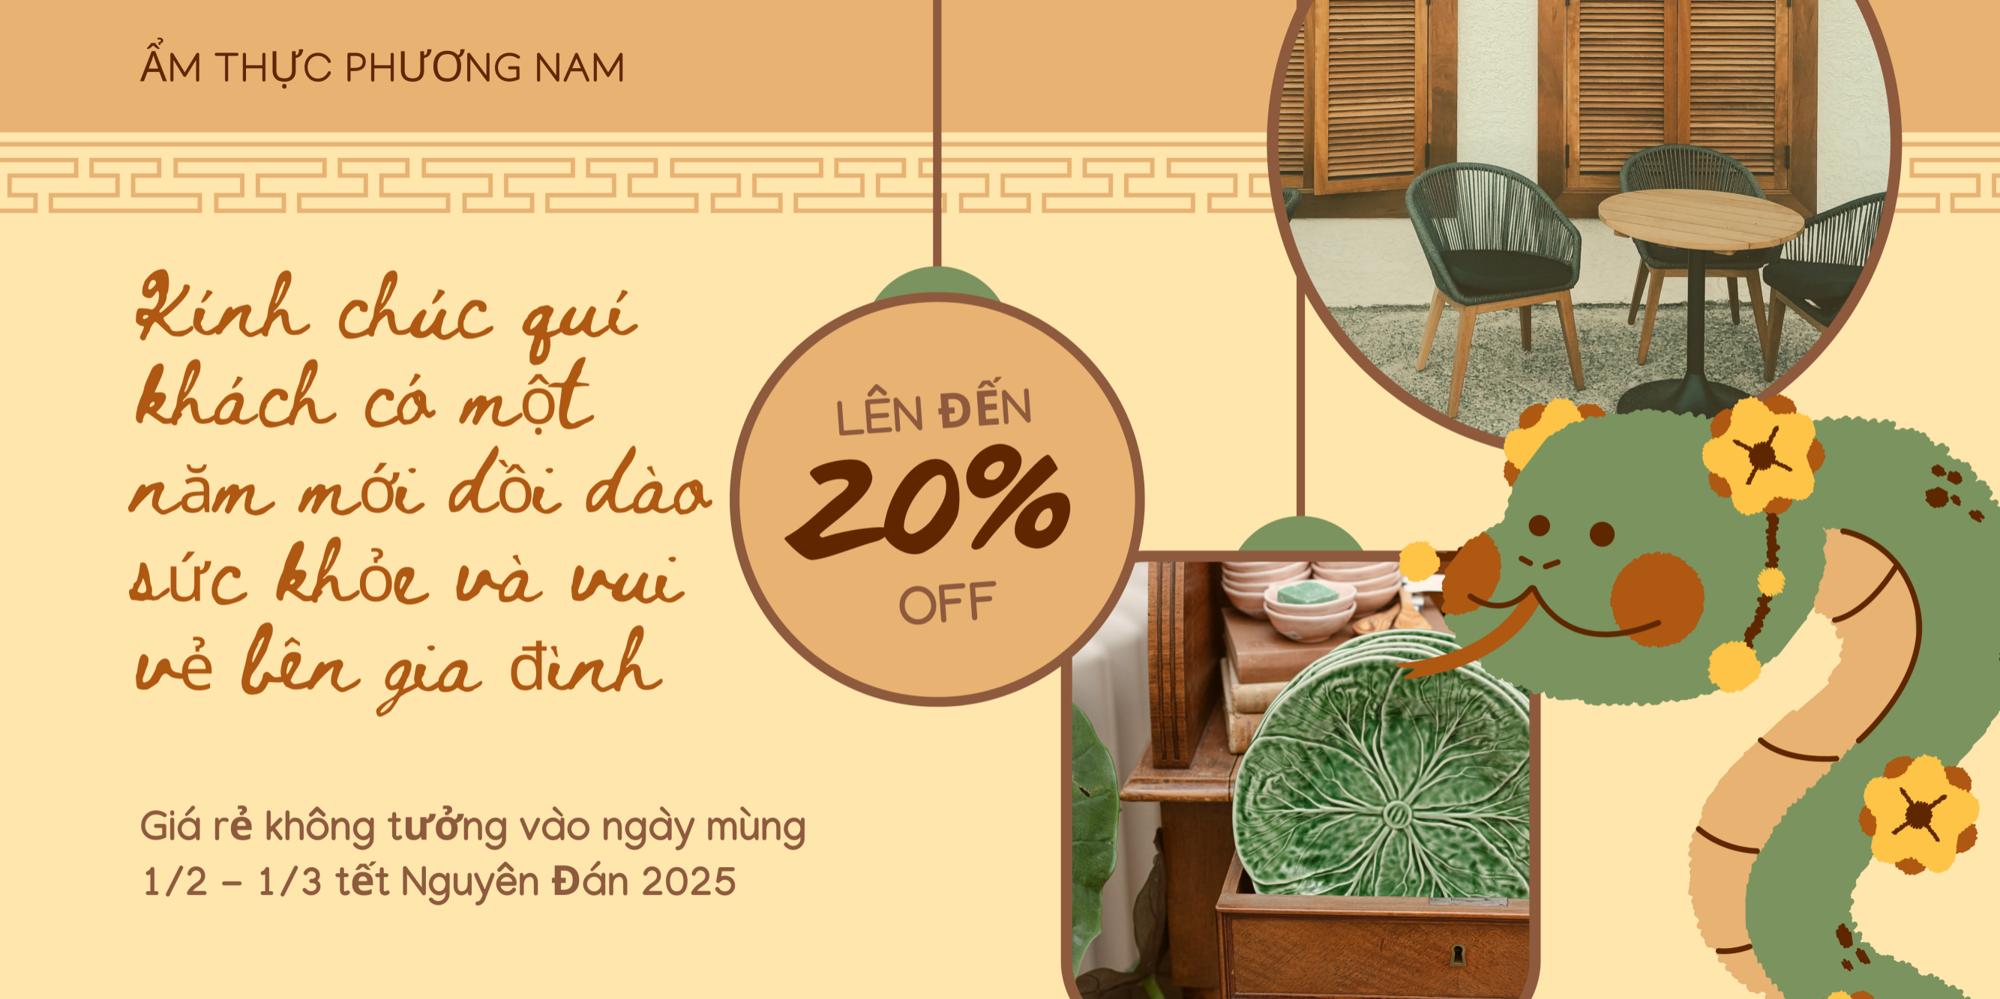 ẨM THỰC PHƯƠNG NAM
Kính chúc quí
khách có một
năm mới dồi dào
sức khỏe và vui
vẻ bên gia đình
LÊN ĐẾN
20%
OFF
Giá rẻ không tưởng vào ngày mùng
1/2 – 1/3 tết Nguyên Đán 2025